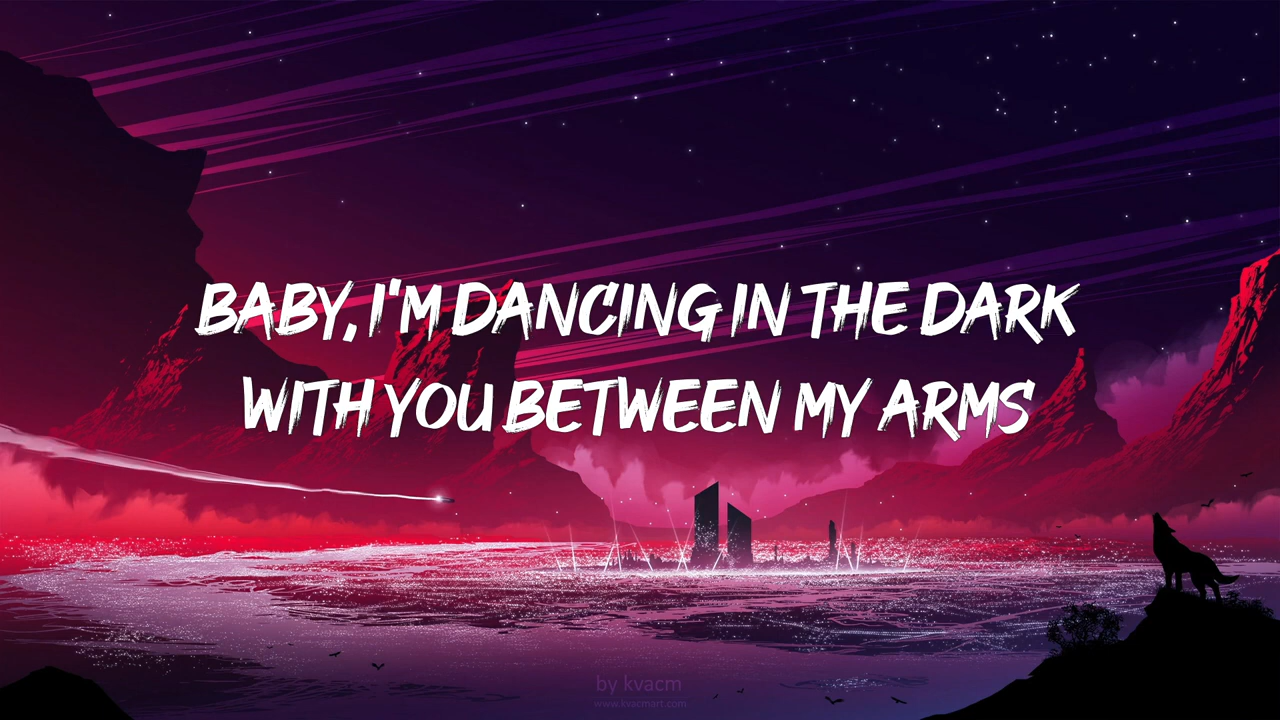 BABY, I'M DANCING IN THE DARK
WITH YOU BETWEEN MY ARMS
by kvacm
www.kvacmart.com